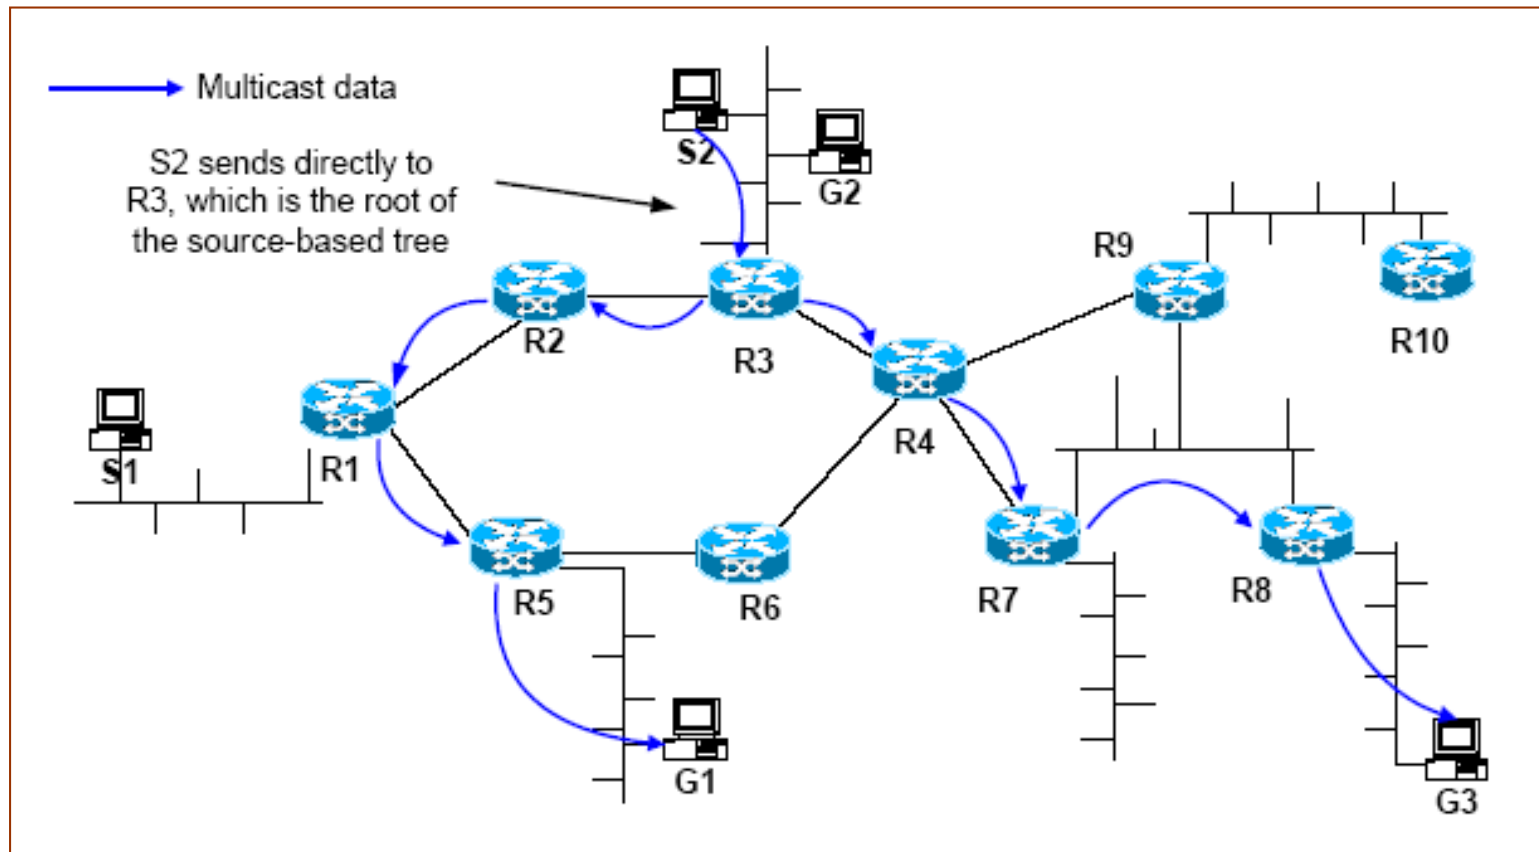 Multicast data
S2 sends directly to
R3, which is the root of
the source-based tree
S2
G2
R9
R2
R3
R10
R4
S1
R1
R5
R6
R7
R8
G1
G3